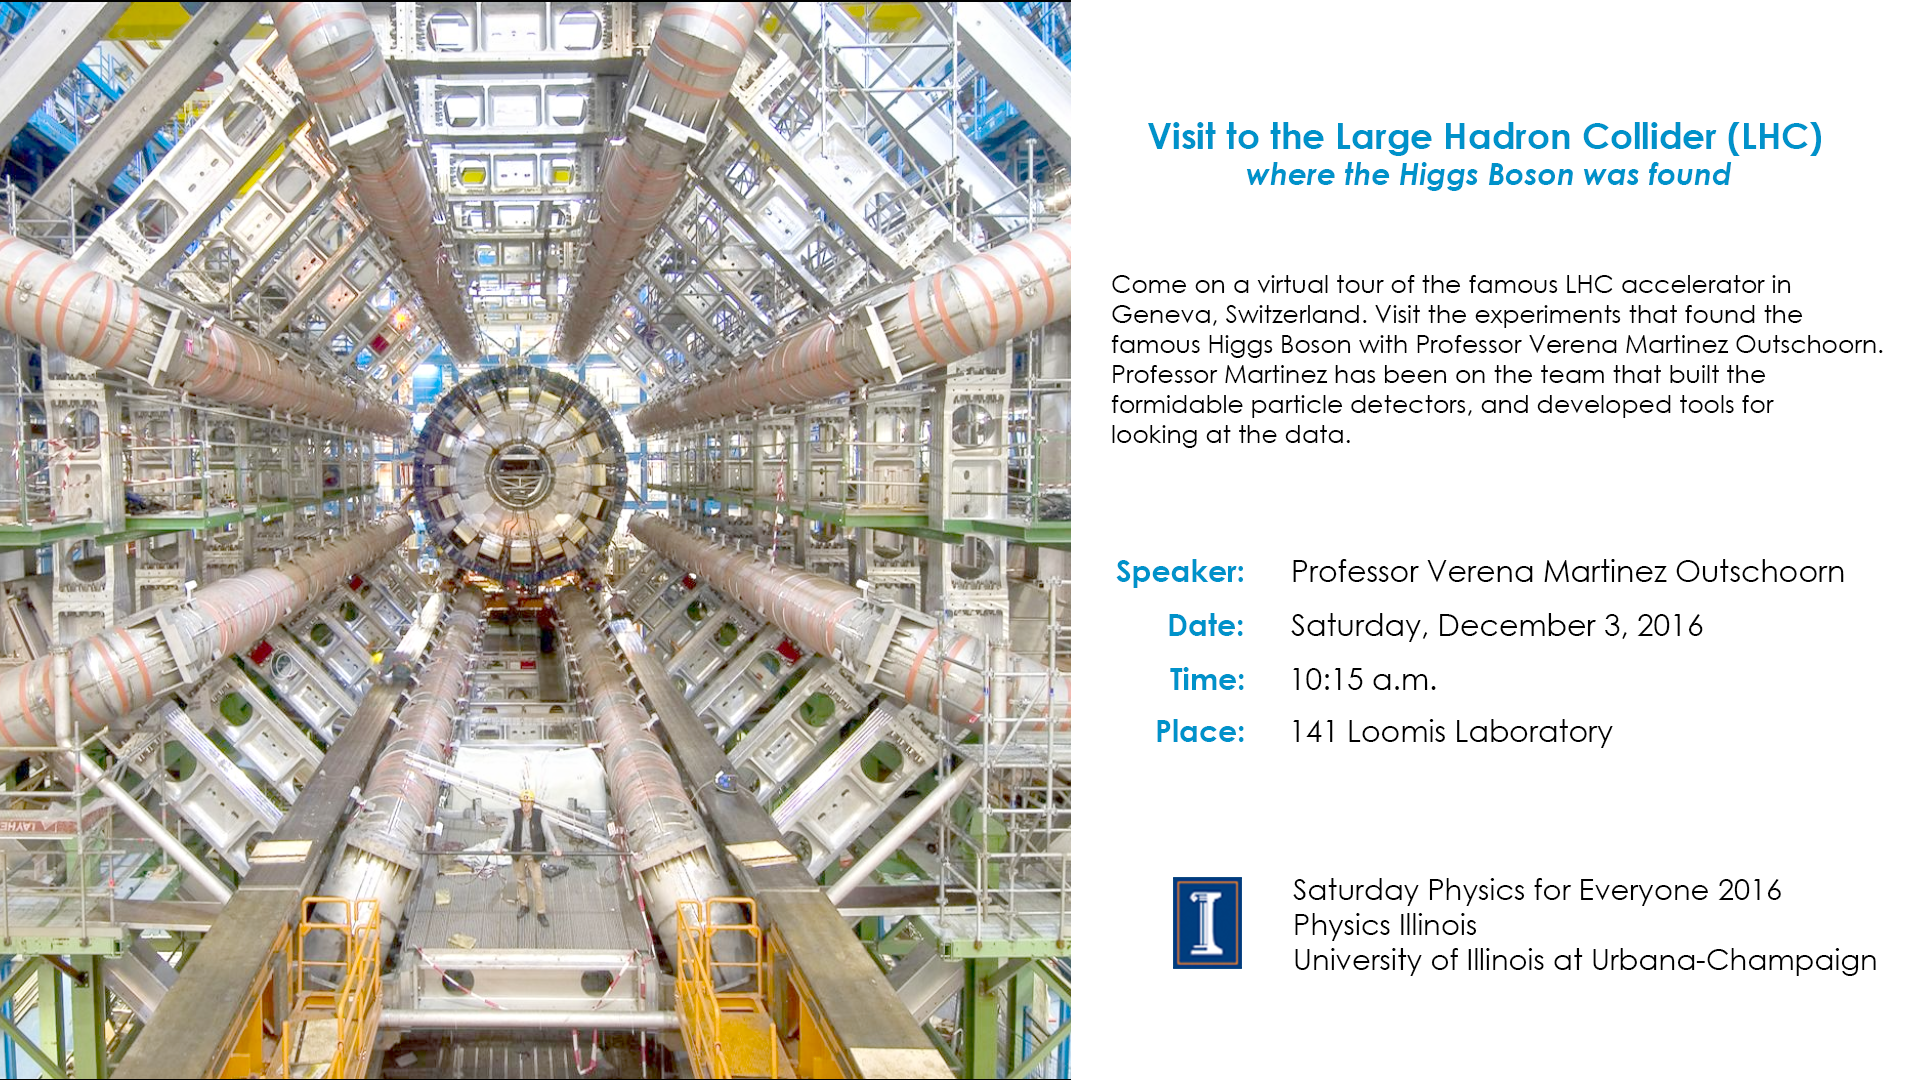 Visit to the Large Hadron Collider (LHC)
where the Higgs Boson was found
Come on a virtual tour of the famous LHC accelerator in
Geneva, Switzerland. Visit the experiments that found the
famous Higgs Boson with Professor Verena Martinez Outschoorn.
Professor Martinez has been on the team that built the
formidable particle detectors, and developed tools for
looking at the data.
Speaker: Professor Verena Martinez Outschoorn
Date: Saturday, December 3, 2016
Time: 10:15 a.m.
Place: 141 Loomis Laboratory
I
Saturday Physics for Everyone 2016
Physics Illinois
University of Illinois at Urbana-Champaign